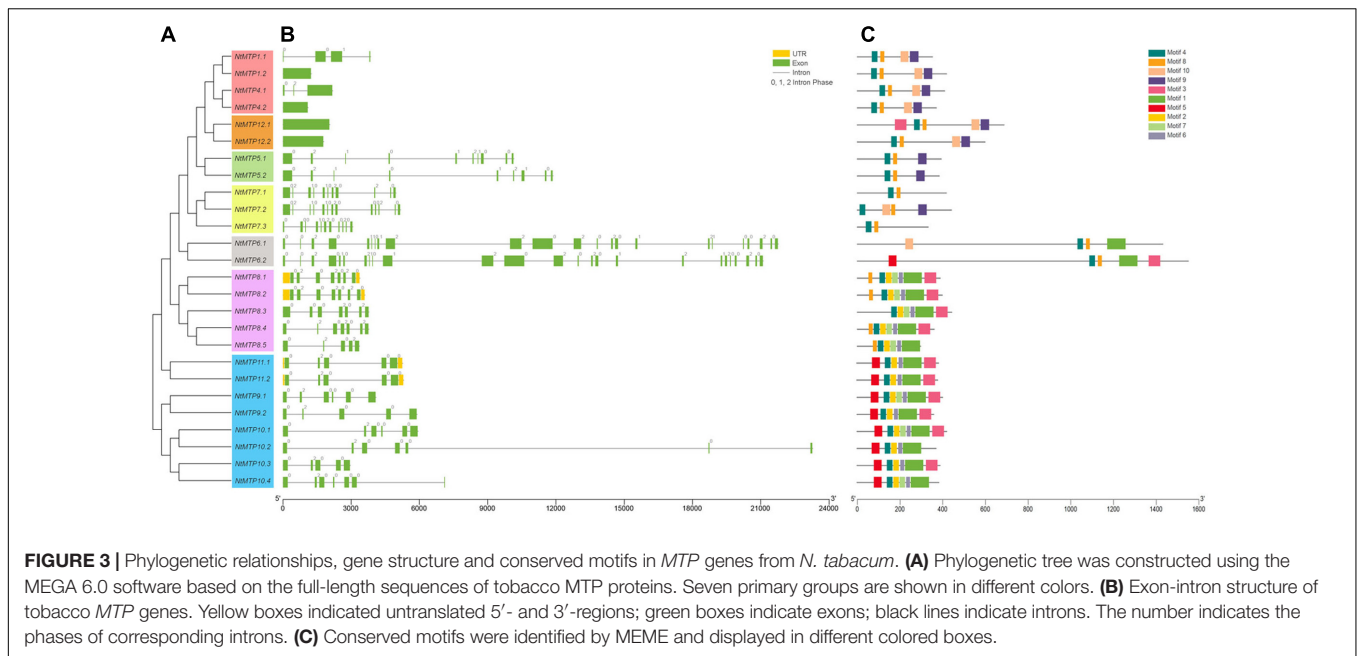 A
B
C
NtMTP1.1
NtMTP1.2
NtMTP4.1
NtMTP4.2
NtMTP12.1
NtMTP12.2
NtMTP5.1
NtMTP5.2
NtMTP7.1
NtMTP7.2
NtMTP7.3
NtMTP6.1
NtMTP6.2
NtMTP8.1
NtMTP8.2
NtMTP8.3
NtMTP8.4
NtMTP8.5
NtMTP11.1
NtMTP11.2
NtMTP9.1
NtMTP9.2
NtMTP10.1
NtMTP10.2
NtMTP10.3
NtMTP10.4
UTR
Exon
Intron
0, 1, 2 Intron Phase
5' 3'
0 3000 6000 9000 12000 15000 18000 21000 24000
Motif 4
Motif 8
Motif 10
Motif 9
Motif 3
Motif 1
Motif 5
Motif 2
Motif 7
Motif 6
5' 3'
0 200 400 600 800 1000 1200 1400 1600
FIGURE 3 | Phylogenetic relationships, gene structure and conserved motifs in MTP genes from N. tabacum. (A) Phylogenetic tree was constructed using the
MEGA 6.0 software based on the full-length sequences of tobacco MTP proteins. Seven primary groups are shown in different colors. (B) Exon-intron structure of
tobacco MTP genes. Yellow boxes indicated untranslated 5′- and 3′-regions; green boxes indicate exons; black lines indicate introns. The number indicates the
phases of corresponding introns. (C) Conserved motifs were identified by MEME and displayed in different colored boxes.